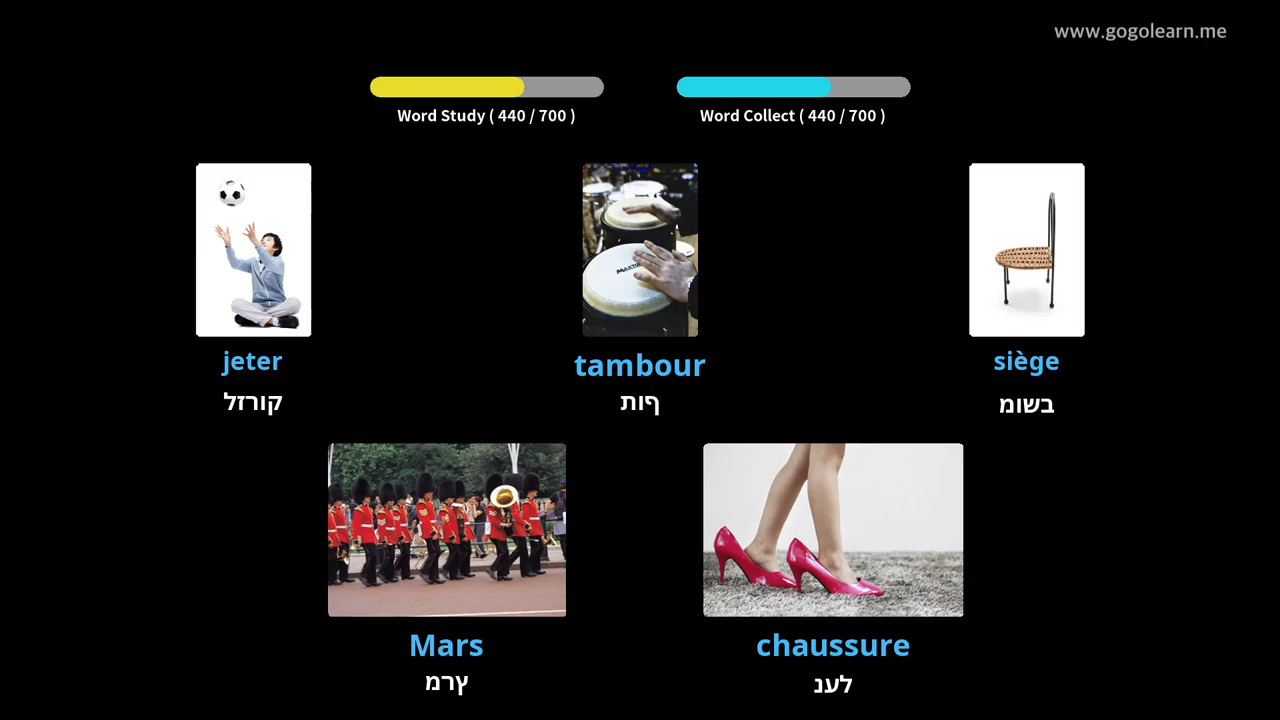 www.gogolearn.me
Word Study ( 440 / 700 )
Word Collect ( 440 / 700 )
jeter
קורזל
tambour
ףות
siège
בשומ
Mars
ץרמ
chaussure
לענ